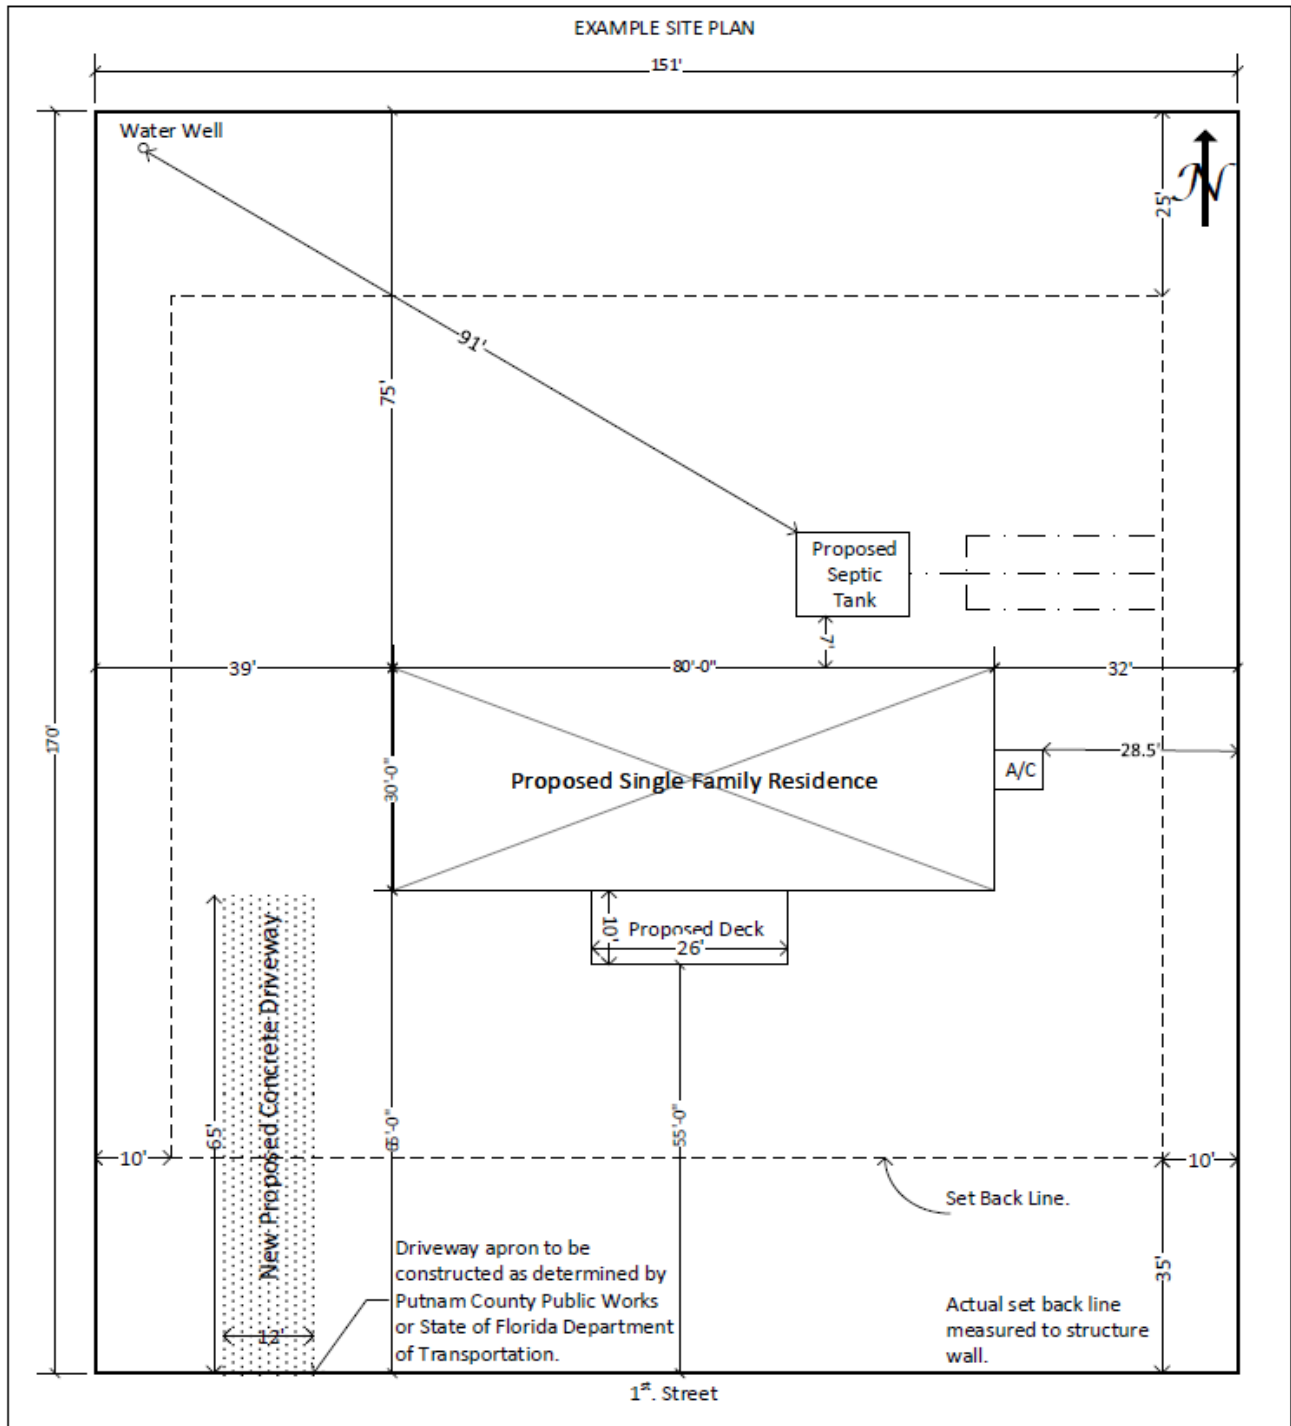 EXAMPLE SITE PLAN
151'
Water Well
N
25'
91'
75'
Proposed
Septic
Tank
7'
39'
80'-0"
32'
170'
28.5'
A/C
30'-0"
Proposed Single Family Residence
10'
Proposed Deck
26'
New Proposed Concrete Driveway
65'
55'-0"
10'
10'
Set Back Line.
Driveway apron to be
constructed as determined by
Putnam County Public Works
or State of Florida Department
of Transportation.
35'
Actual set back line
measured to structure
wall.
12'
1st. Street